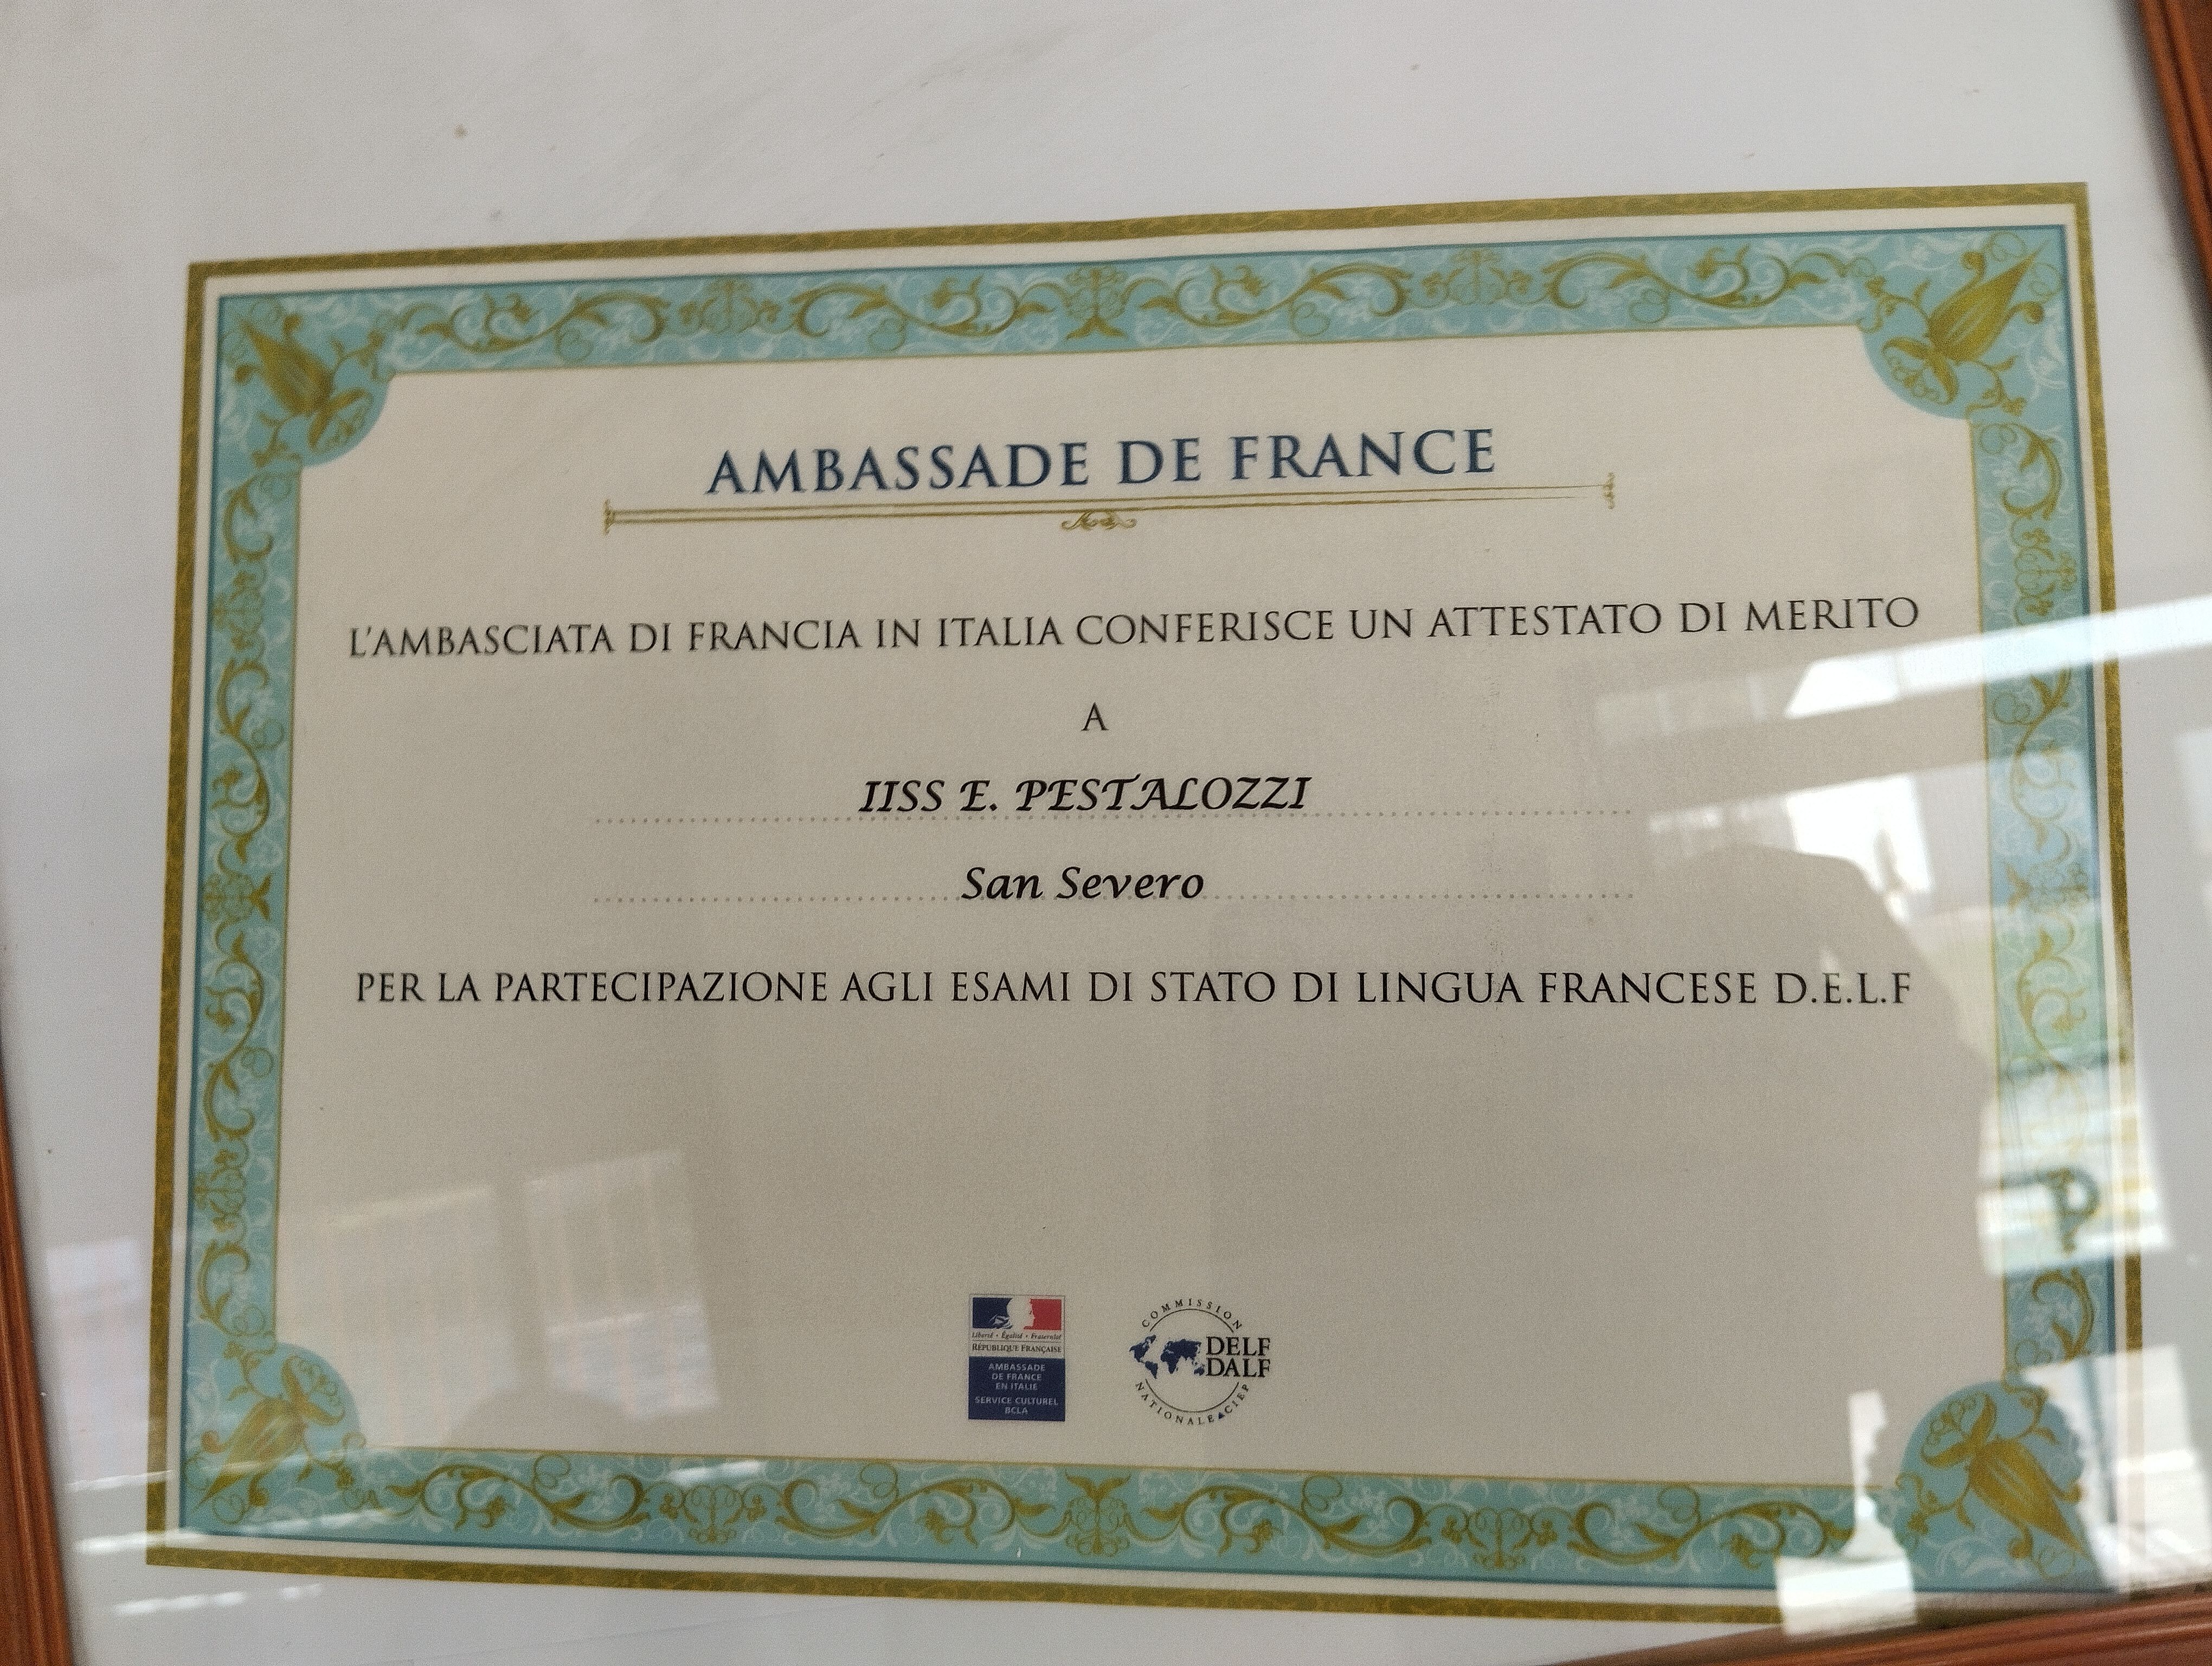 AMBASSADE DE FRANCE
L'AMBASCIATA DI FRANCIA IN ITALIA CONFERISCE UN ATTESTATO DI MERITO
A
IISS E. PESTALOZZI
San Severo
PER LA PARTECIPAZIONE AGLI ESAMI DI STATO DI LINGUA FRANCESE D.E.L.F
Liberté • Égalité • Fraternité
RÉPUBLIQUE FRANÇAISE
AMBASSADE
DE FRANCE
EN ITALIE
SERVICE CULTUREL
BCLA
COMMISSION
DELF
DALF
NATIONALE CIEP